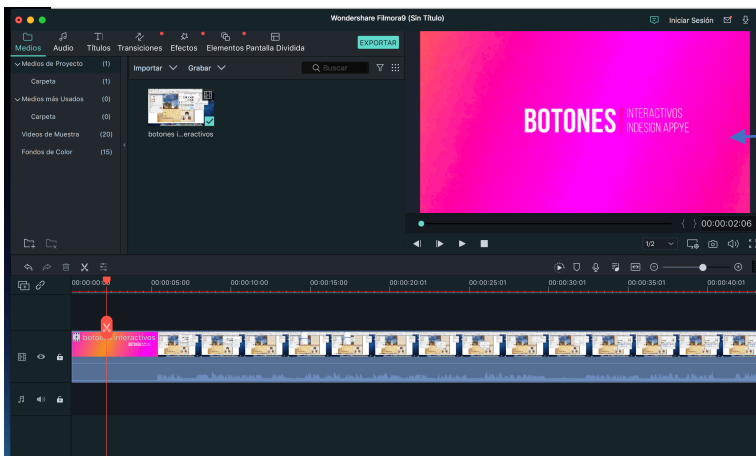 Wondershare Filmora9 (Sin Título)
Iniciar Sesión
Medios Audio Títulos Transiciones Efectos Elementos Pantalla Dividida
EXPORTAR
Medios de Proyecto (1)
Carpeta (1)
Medios más Usados (0)
Carpeta (0)
Videos de Muestra (20)
Fondos de Color (15)
Importar Grabar Buscar
botones i...eractivos
BOTONES
INTERACTIVOS
INDESIGN APPYE
{ } 00:00:02:06
1/2
00:00:00:00 00:00:05:00 00:00:10:00 00:00:15:00 00:00:20:01 00:00:25:01 00:00:30:01 00:00:35:01 00:00:40:01